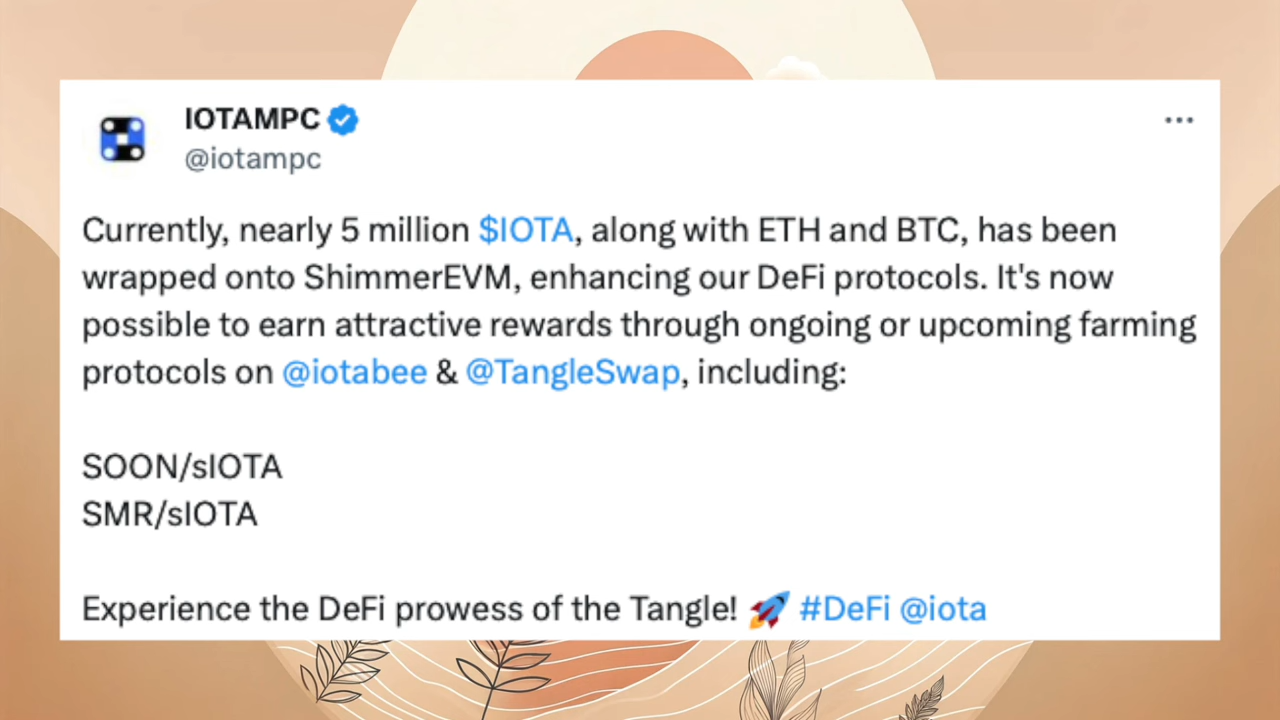 IOTAMPC
@iotampc
Currently, nearly 5 million $IOTA, along with ETH and BTC, has been
wrapped onto ShimmerEVM, enhancing our DeFi protocols. It's now
possible to earn attractive rewards through ongoing or upcoming farming
protocols on @iotabee & @TangleSwap, including:
SOON/sIOTA
SMR/sIOTA
Experience the DeFi prowess of the Tangle! 🚀 #DeFi @iota